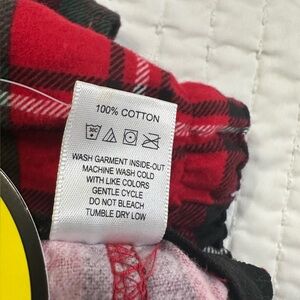 100% COTTON
30C
WASH GARMENT INSIDE-OUT
MACHINE WASH COLD
WITH LIKE COLORS
GENTLE CYCLE
DO NOT BLEACH
TUMBLE DRY LOW